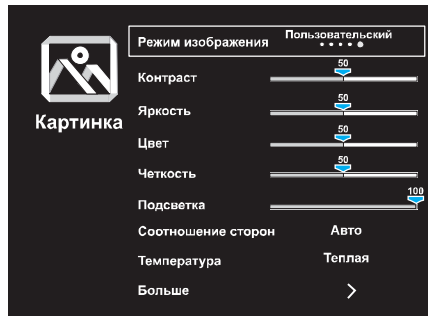 Картинка
Режим изображения Пользовательский
Контраст 50
Яркость 50
Цвет 50
Четкость 50
Подсветка 100
Соотношение сторон Авто
Температура Теплая
Больше >